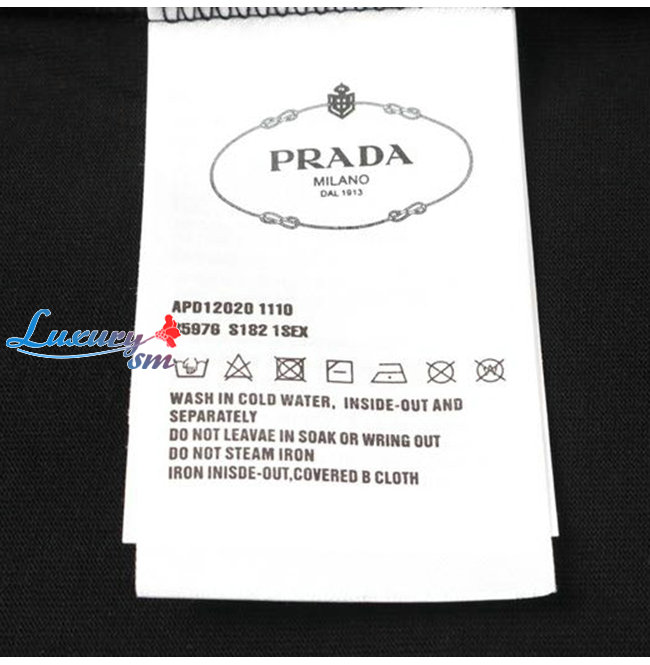 PRADA
MILANO
DAL 1913
APD12020 1110
5976 S182 1SEX
Luxury
sm
WASH IN COLD WATER, INSIDE-OUT AND
SEPARATELY
DO NOT LEAVAE IN SOAK OR WRING OUT
DO NOT STEAM IRON
IRON INISDE-OUT,COVERED B CLOTH